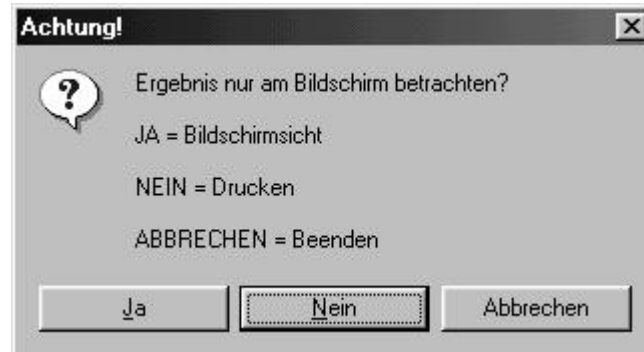 Achtung!
Ergebnis nur am Bildschirm betrachten?
JA = Bildschirmsicht
NEIN = Drucken
ABBRECHEN = Beenden
Ja Nein Abbrechen